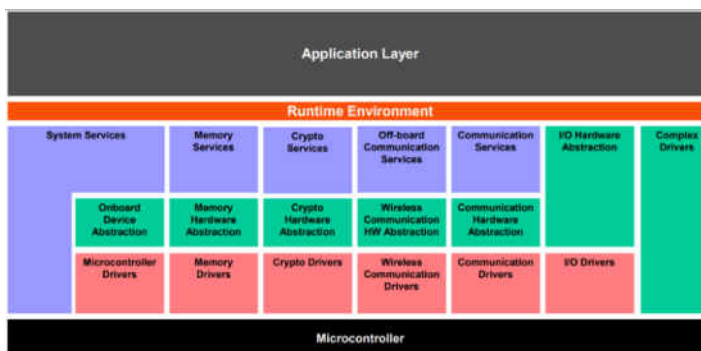 Application Layer
Runtime Environment
System Services
Memory
Services
Crypto
Services
Off-board
Communication
Services
Communication
Services
I/O Hardware
Abstraction
Complex
Drivers
Onboard
Device
Abstraction
Memory
Hardware
Abstraction
Crypto
Hardware
Abstraction
Wireless
Communication
HW Abstraction
Communication
Hardware
Abstraction
Microcontroller
Drivers
Memory
Drivers
Crypto Drivers
Wireless
Communication
Drivers
Communication
Drivers
I/O Drivers
Microcontroller